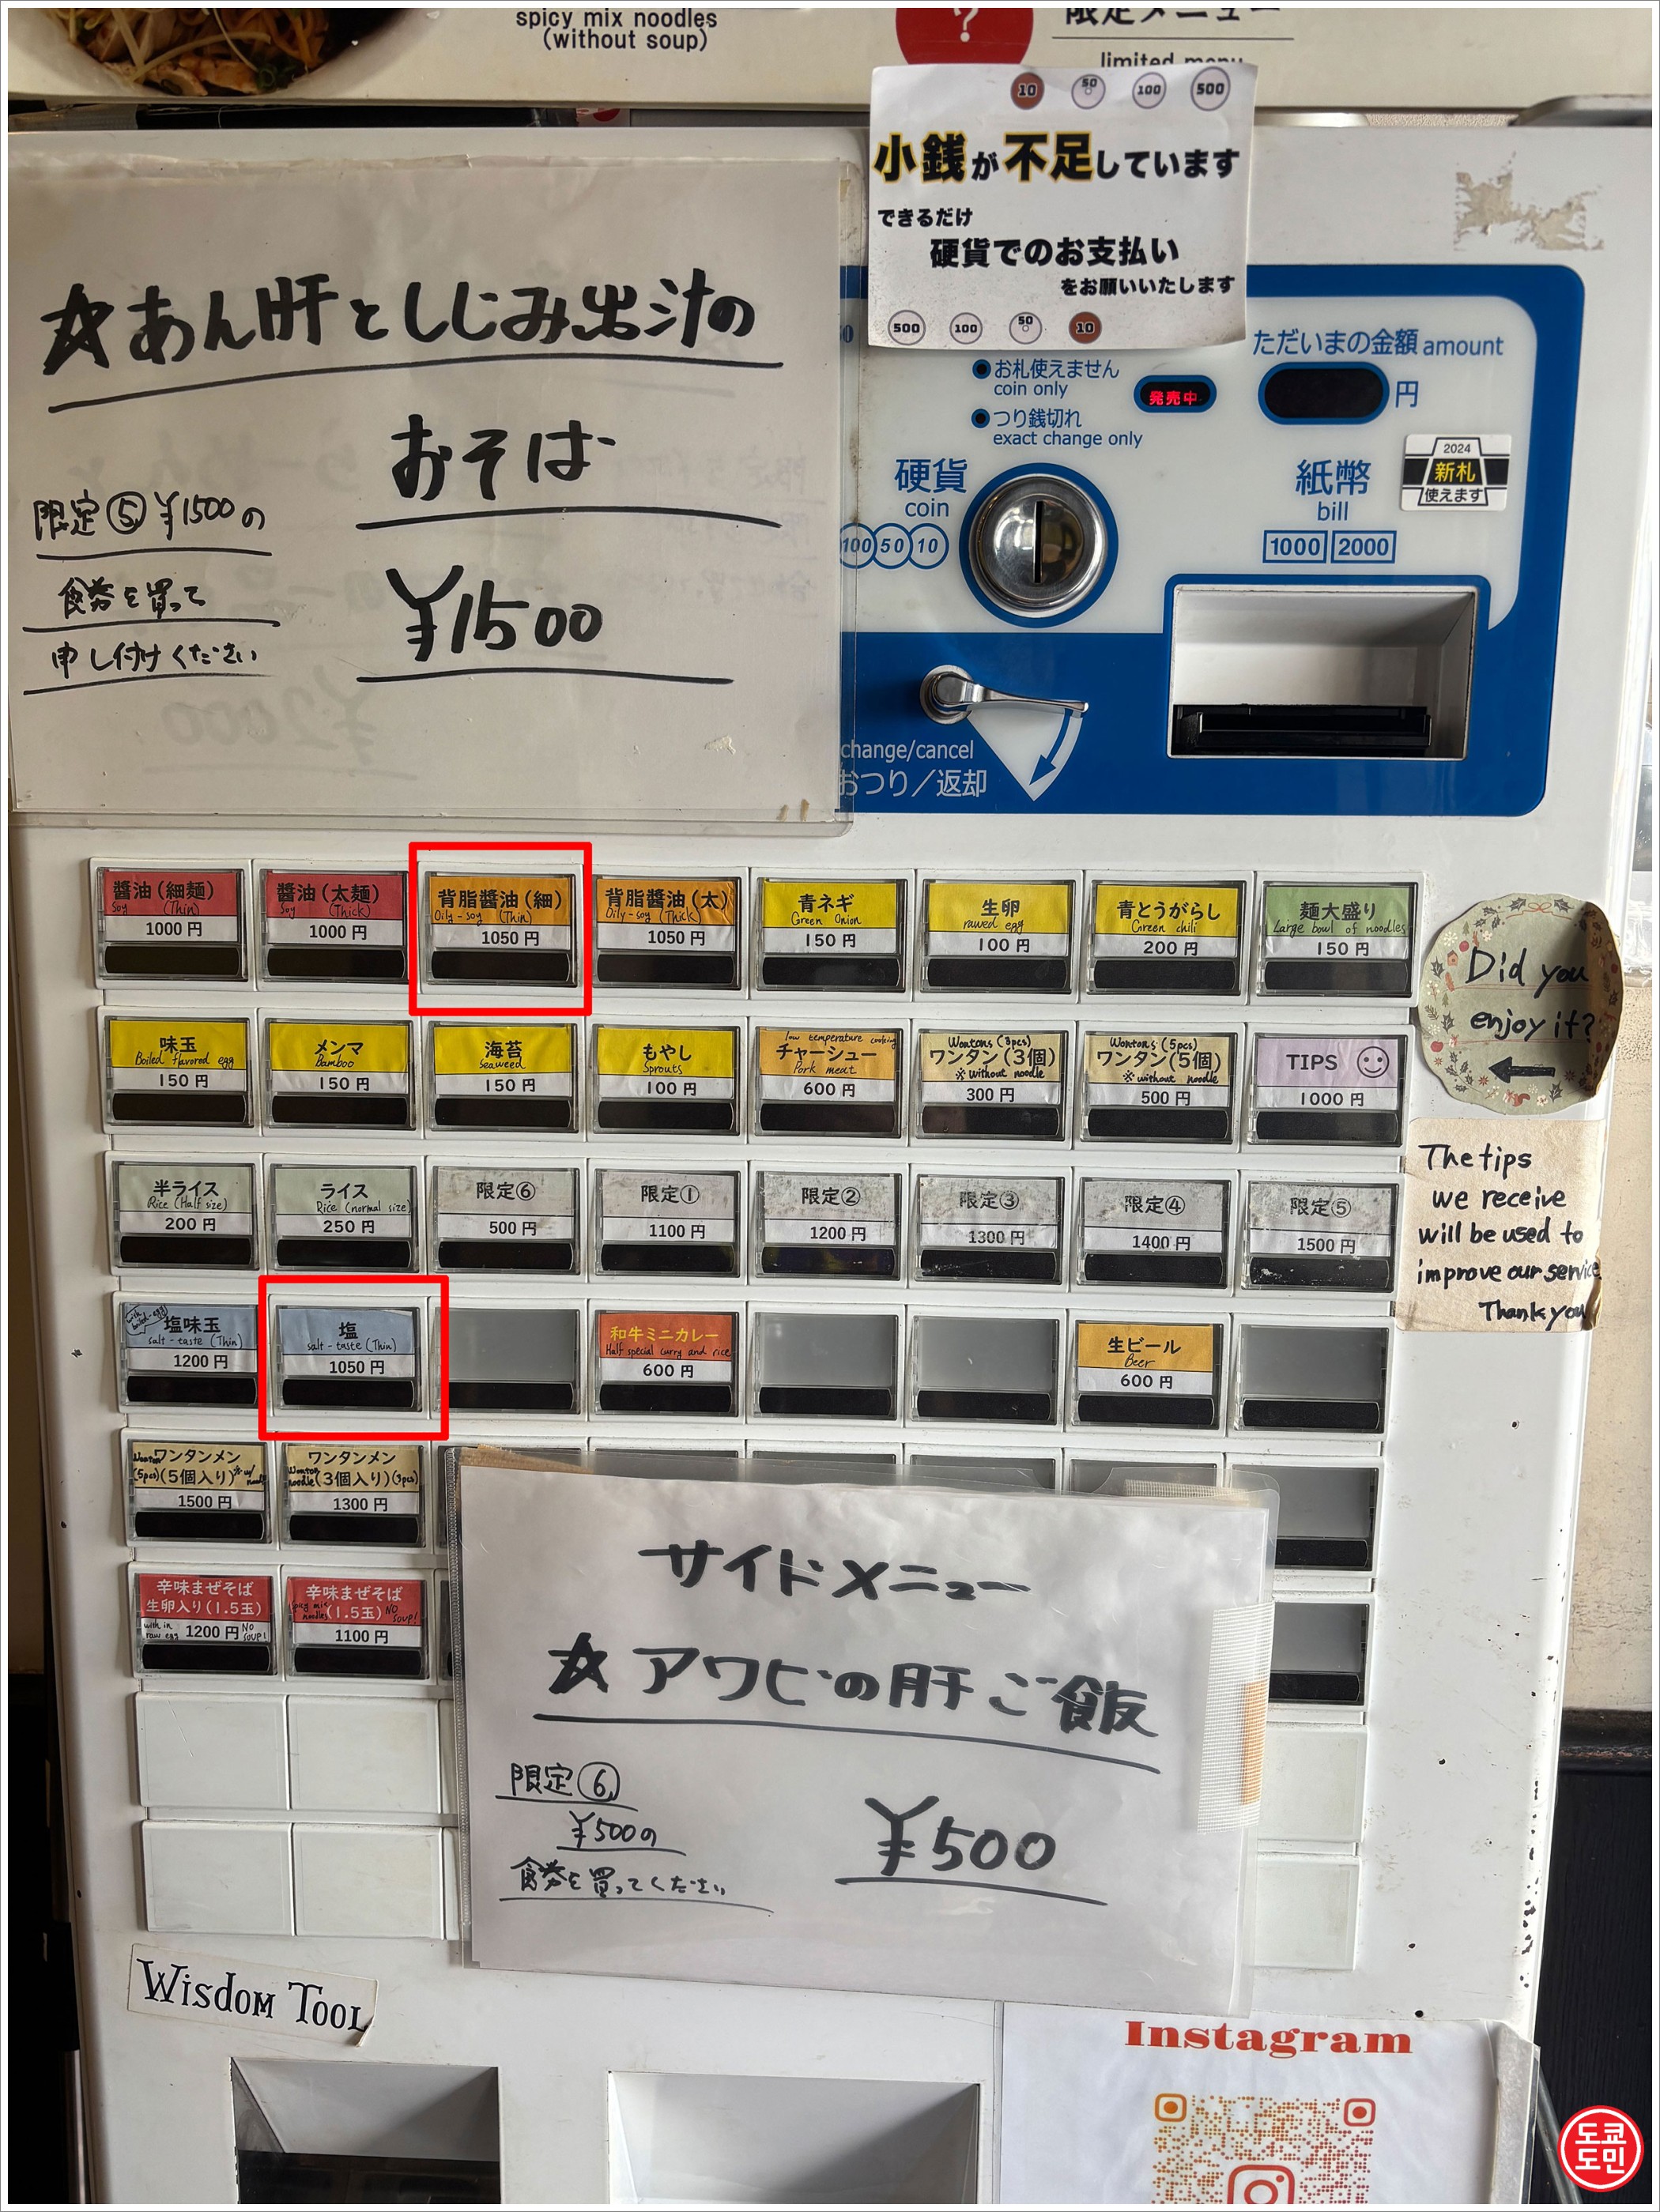 spicy mix noodles
(without soup)
?
限定メニュー
limited menu
10 50 100 500
小銭が不足しています
できるだけ
硬貨でのお支払い
をお願いいたします
500 100 50 10
☆あん肝としじみ出汁の
おそば
¥1500
限定⑤¥1500の
食券を買って
申し付けください
お札使えません
coin only
つり銭切れ
exact change only
発売中
ただいまの金額 amount
円
硬貨
coin
100 50 10
紙幣
bill
1000 2000
2024
新札
使えます
change/cancel
おつり/返却
醤油(細麺)
Soy (Thin)
1000円
醤油(太麺)
Soy (Thick)
1000円
背脂醤油(細)
Oily-soy (Thin)
1050円
背脂醤油(太)
Oily-soy (Thick)
1050円
青ネギ
Green Onion
150円
生卵
rawed egg
100円
青とうがらし
Green chili
200円
麺大盛り
Large bowl of noodles
150円
味玉
Boiled flavored egg
150円
メンマ
Bamboo
150円
海苔
Seaweed
150円
もやし
Sprouts
100円
low temperature cooking
チャーシュー
Pork meat
600円
Wontons (3pcs)
ワンタン(3個)
※without noodle
300円
Wontons (5pcs)
ワンタン(5個)
※without noodle
500円
TIPS
1000円
Did you
enjoy it?
半ライス
Rice (Half size)
200円
ライス
Rice (normal size)
250円
限定⑥
500円
限定①
1100円
限定②
1200円
限定③
1300円
限定④
1400円
限定⑤
1500円
The tips
we receive
will be used to
improve our service
Thank you
with boiled-egg
塩味玉
salt-taste (Thin)
1200円
塩
salt-taste (Thin)
1050円
和牛ミニカレー
Half special curry and rice
600円
生ビール
Beer
600円
ワンタンメン
(5pcs)(5個入り)
1500円
ワンタンメン
(3個入り)(3pcs)
1300円
辛味まぜそば
生卵入り(1.5玉)
with in raw egg 1200円 NO SOUP!
辛味まぜそば
(1.5玉) NO SOUP!
1100円
サイドメニュー
☆アワビの肝ご飯
限定⑥
¥500の
食券を買ってください
¥500
Wisdom Tool
Instagram
도쿄
도민